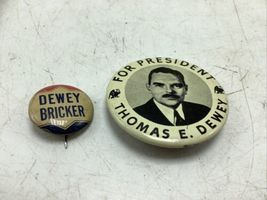 DEWEY
BRICKER
FOR PRESIDENT
THOMAS E. DEWEY